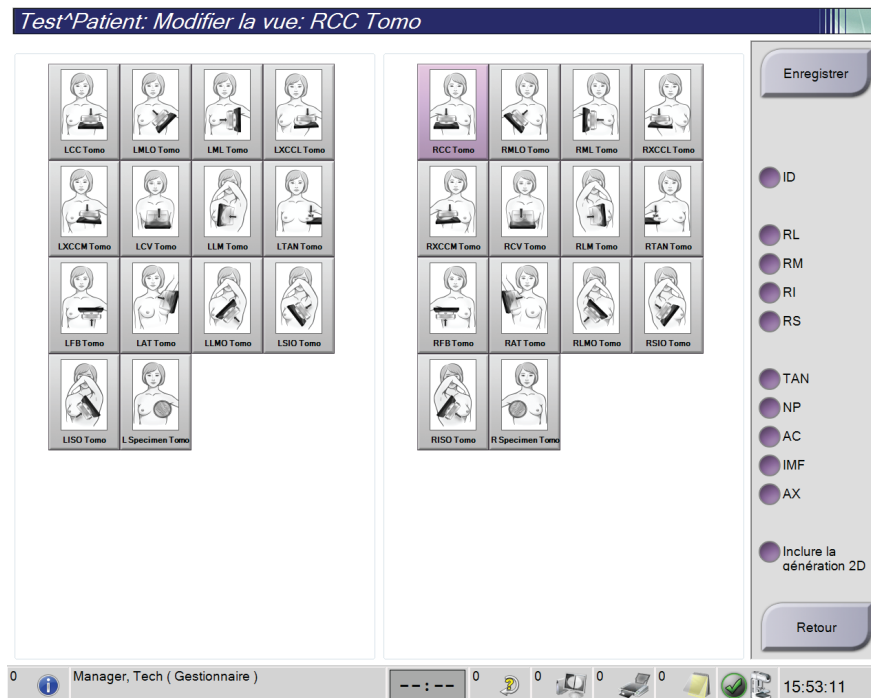 Test^Patient: Modifier la vue: RCC Tomo
LCC Tomo
LMLO Tomo
LML Tomo
LXCCL Tomo
LXCCM Tomo
LCV Tomo
LLM Tomo
LTAN Tomo
LFB Tomo
LAT Tomo
LLMO Tomo
LSIO Tomo
LISO Tomo
L Specimen Tomo
RCC Tomo
RMLO Tomo
RML Tomo
RXCCL Tomo
RXCCM Tomo
RCV Tomo
RLM Tomo
RTAN Tomo
RFB Tomo
RAT Tomo
RLMO Tomo
RSIO Tomo
RISO Tomo
R Specimen Tomo
Enregistrer
ID
RL
RM
RI
RS
TAN
NP
AC
IMF
AX
Inclure la
génération 2D
Retour
0
Manager, Tech ( Gestionnaire )
--:--
0
0
0
0
15:53:11